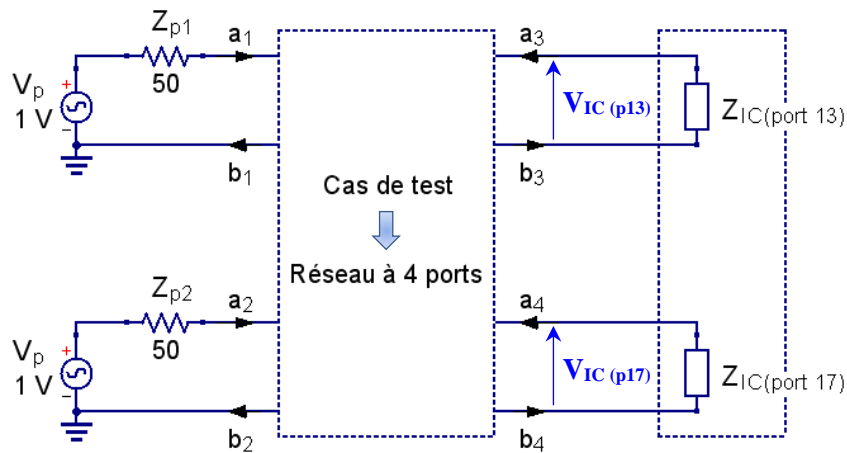 Zp1
a1
a3
Vp
+
1 V
−
50
VIC (p13)
ZIC(port 13)
b1
b3
Cas de test
Réseau à 4 ports
Zp2
a2
a4
Vp
+
1 V
−
50
VIC (p17)
ZIC(port 17)
b2
b4